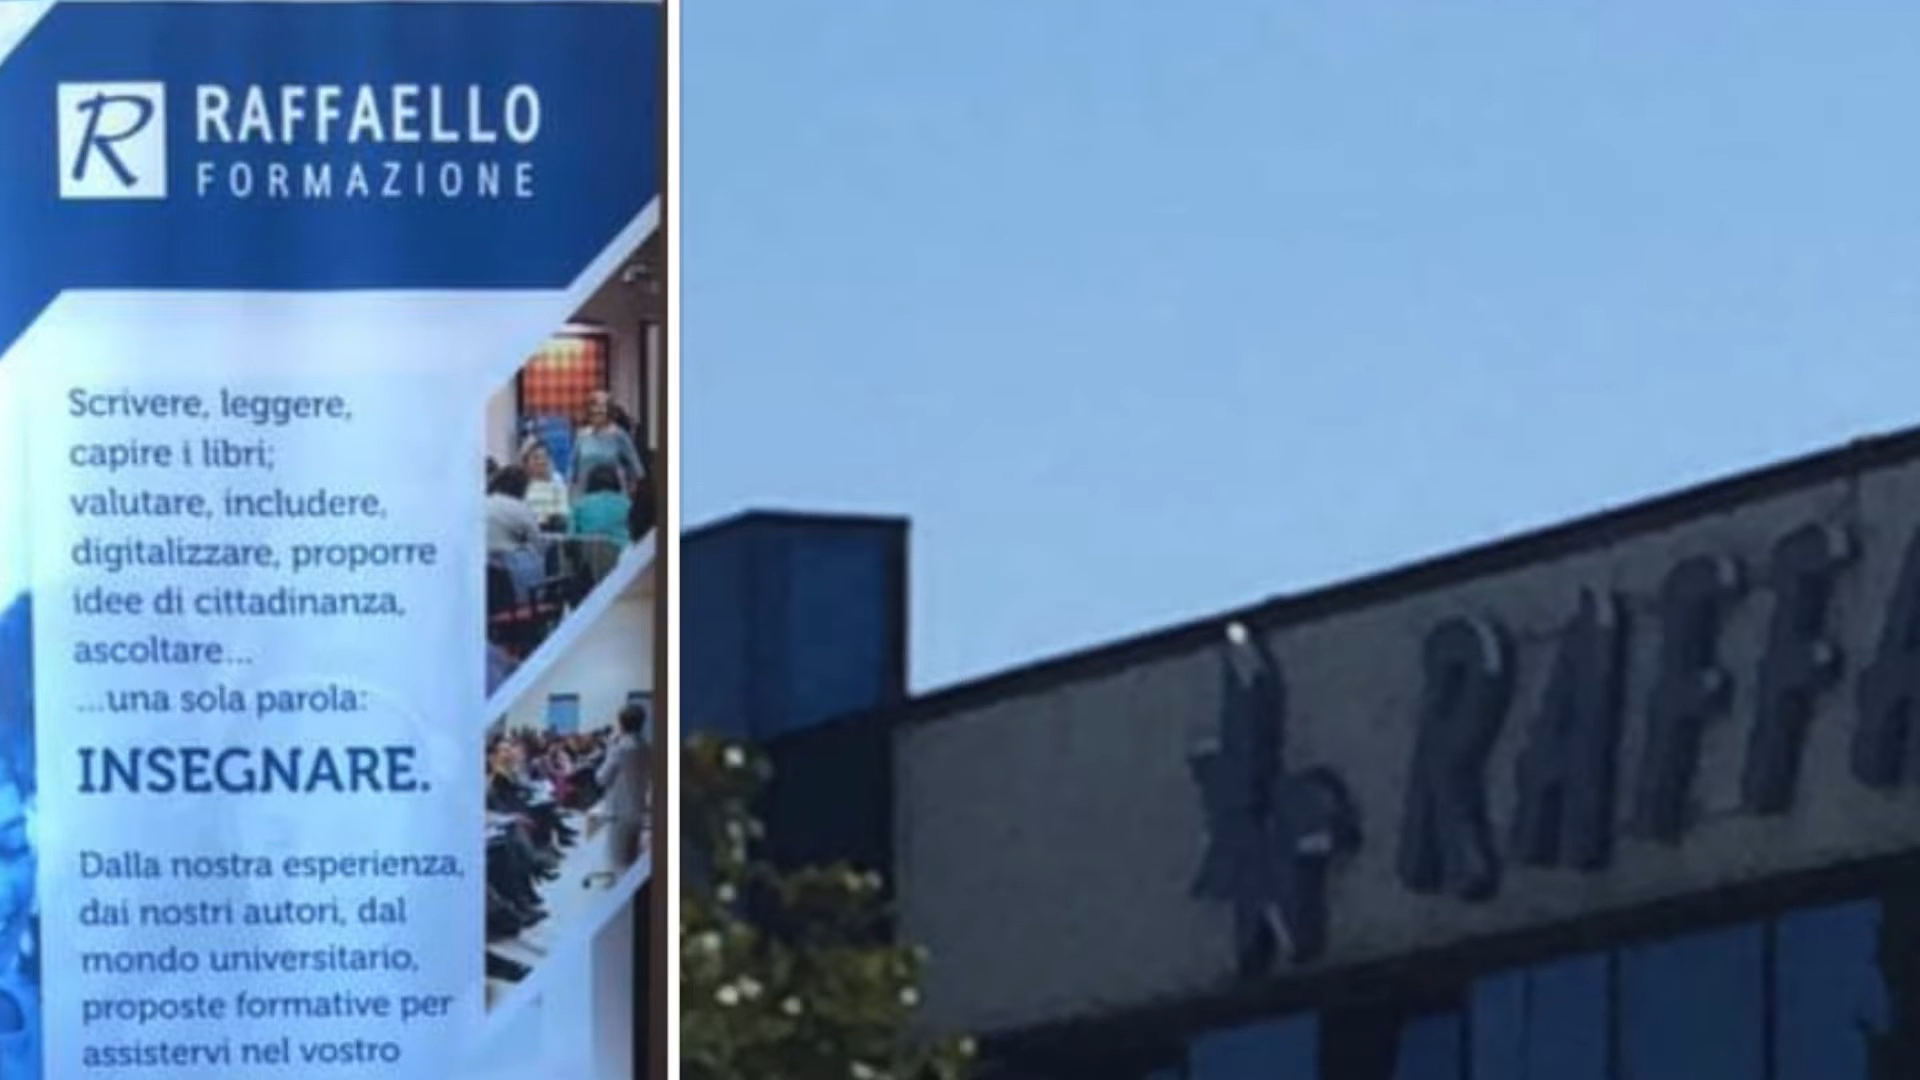 R
RAFFAELLO
FORMAZIONE
Scrivere, leggere,
capire i libri;
valutare, includere,
digitalizzare, proporre
idee di cittadinanza,
ascoltare...
...una sola parola:
INSEGNARE.
Dalla nostra esperienza,
dai nostri autori, dal
mondo universitario,
proposte formative per
assistervi nel vostro
RAFFA